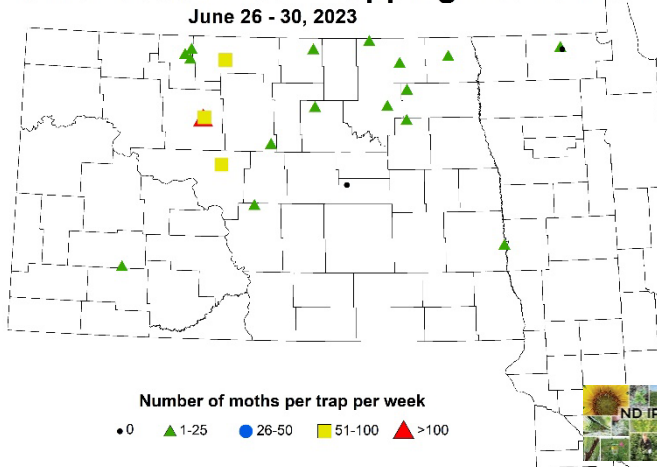 June 26 - 30, 2023
Number of moths per trap per week
0 1-25 26-50 51-100 >100
ND IP